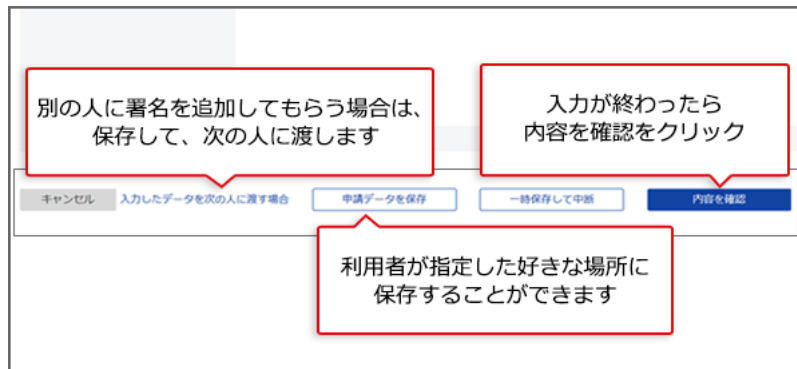 別の人に署名を追加してもらう場合は、
保存して、次の人に渡します
入力が終わったら
内容を確認をクリック
キャンセル
入力したデータを次の人に渡す場合
申請データを保存
一時保存して中断
内容を確認
利用者が指定した好きな場所に
保存することができます